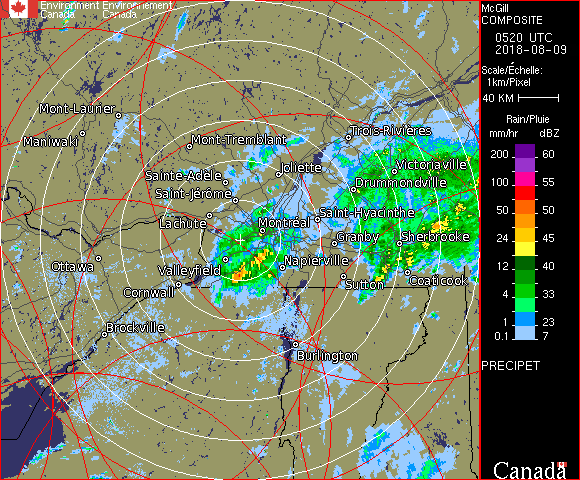 Environment Environnement
Canada Canada
McGill
COMPOSITE
0520 UTC
2018-08-09
Scale/Échelle:
1km/Pixel
40 KM
Rain/Pluie
mm/hr dBZ
200 60
100 55
50 50
24 45
12 40
4 33
1 23
0.1 7
PRECIPET
Canada
Mont-Laurier
Maniwaki
Mont-Tremblant
Trois-Rivières
Sainte-Adèle
Joliette
Victoriaville
Drummondville
Saint-Jérôme
Lachute
Montréal
Saint-Hyacinthe
Granby
Sherbrooke
Ottawa
Valleyfield
Napierville
Cornwall
Sutton
Coaticook
Brockville
Burlington